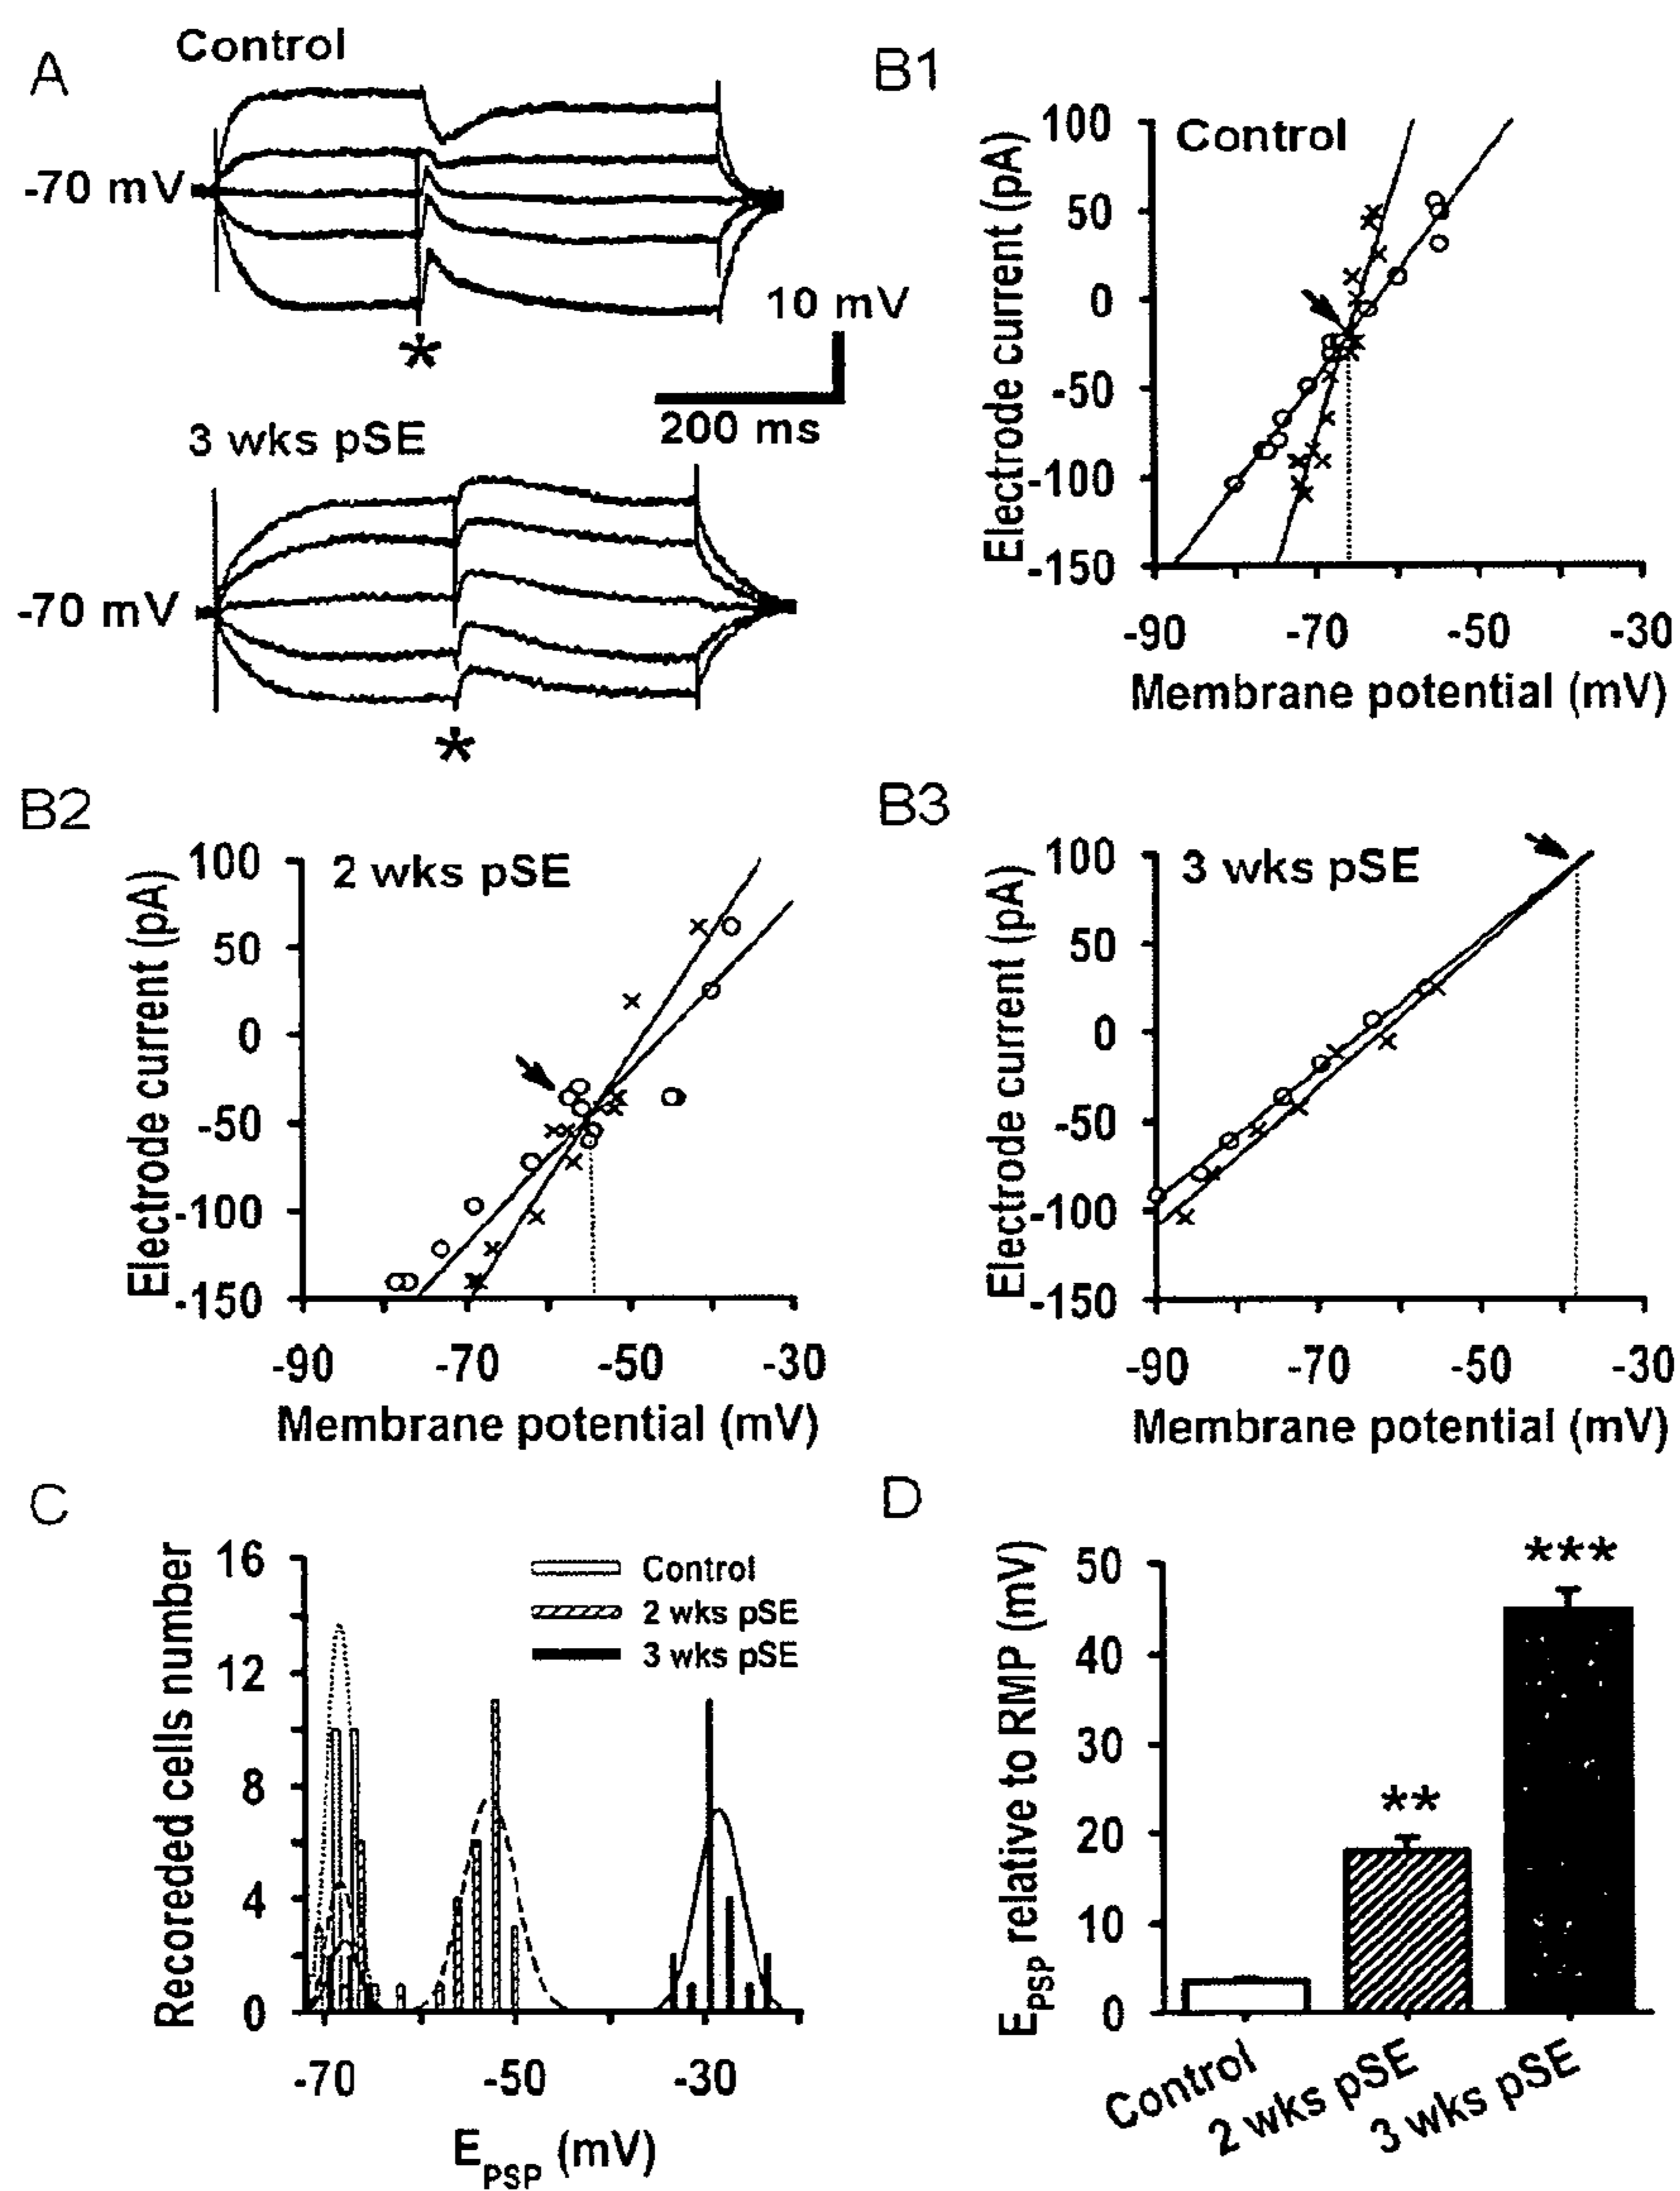 A
Control
-70 mV
*
10 mV
200 ms
3 wks pSE
-70 mV
*
B1
Control
Electrode current (pA)
100
50
0
-50
-100
-150
-90 -70 -50 -30
Membrane potential (mV)
B2
2 wks pSE
Electrode current (pA)
100
50
0
-50
-100
-150
-90 -70 -50 -30
Membrane potential (mV)
B3
3 wks pSE
Electrode current (pA)
100
50
0
-50
-100
-150
-90 -70 -50 -30
Membrane potential (mV)
C
Recoreded cells number
16
12
8
4
0
Control
2 wks pSE
3 wks pSE
-70 -50 -30
EPSP (mV)
D
EPSP relative to RMP (mV)
50
40
30
20
10
0
**
***
Control
2 wks pSE
3 wks pSE